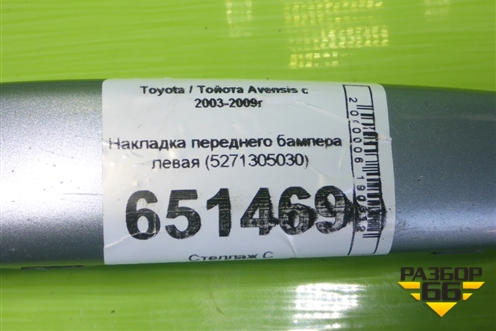 Toyota / Тойота Avensis с
2003-2009г
Накладка переднего бампера
левая (5271305030)
651469
Стеллаж С
РАЗБОР
66